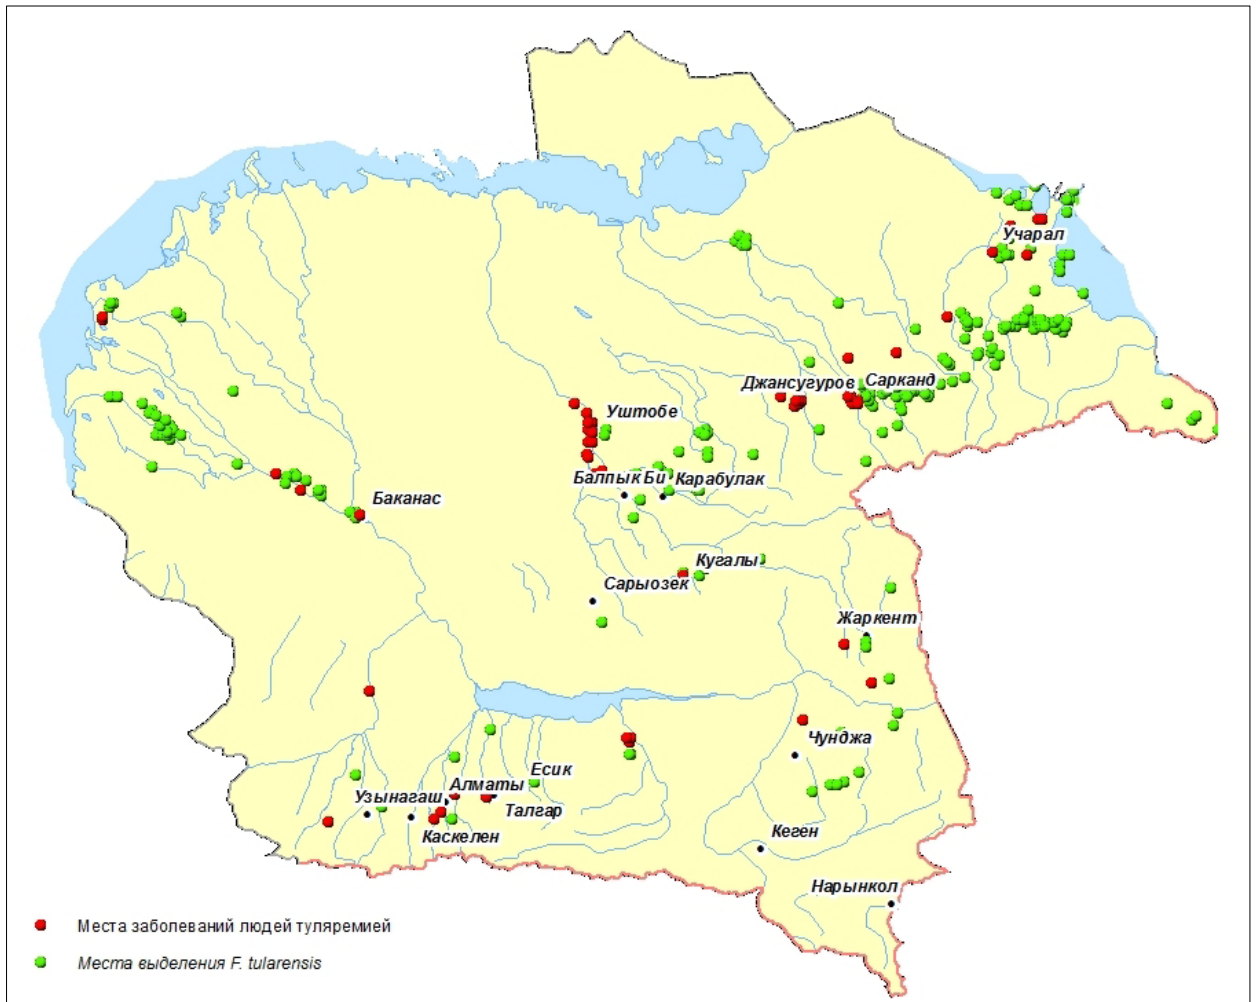 Учарал
Джансугуров
Сарканд
Уштобе
Балпык Би
Карабулак
Баканас
Кугалы
Сарыозек
Жаркент
Чунджа
Есик
Алматы
Узынагаш
Талгар
Каскелен
Кеген
Нарынкол
Места заболеваний людей туляремией
Места выделения F. tularensis